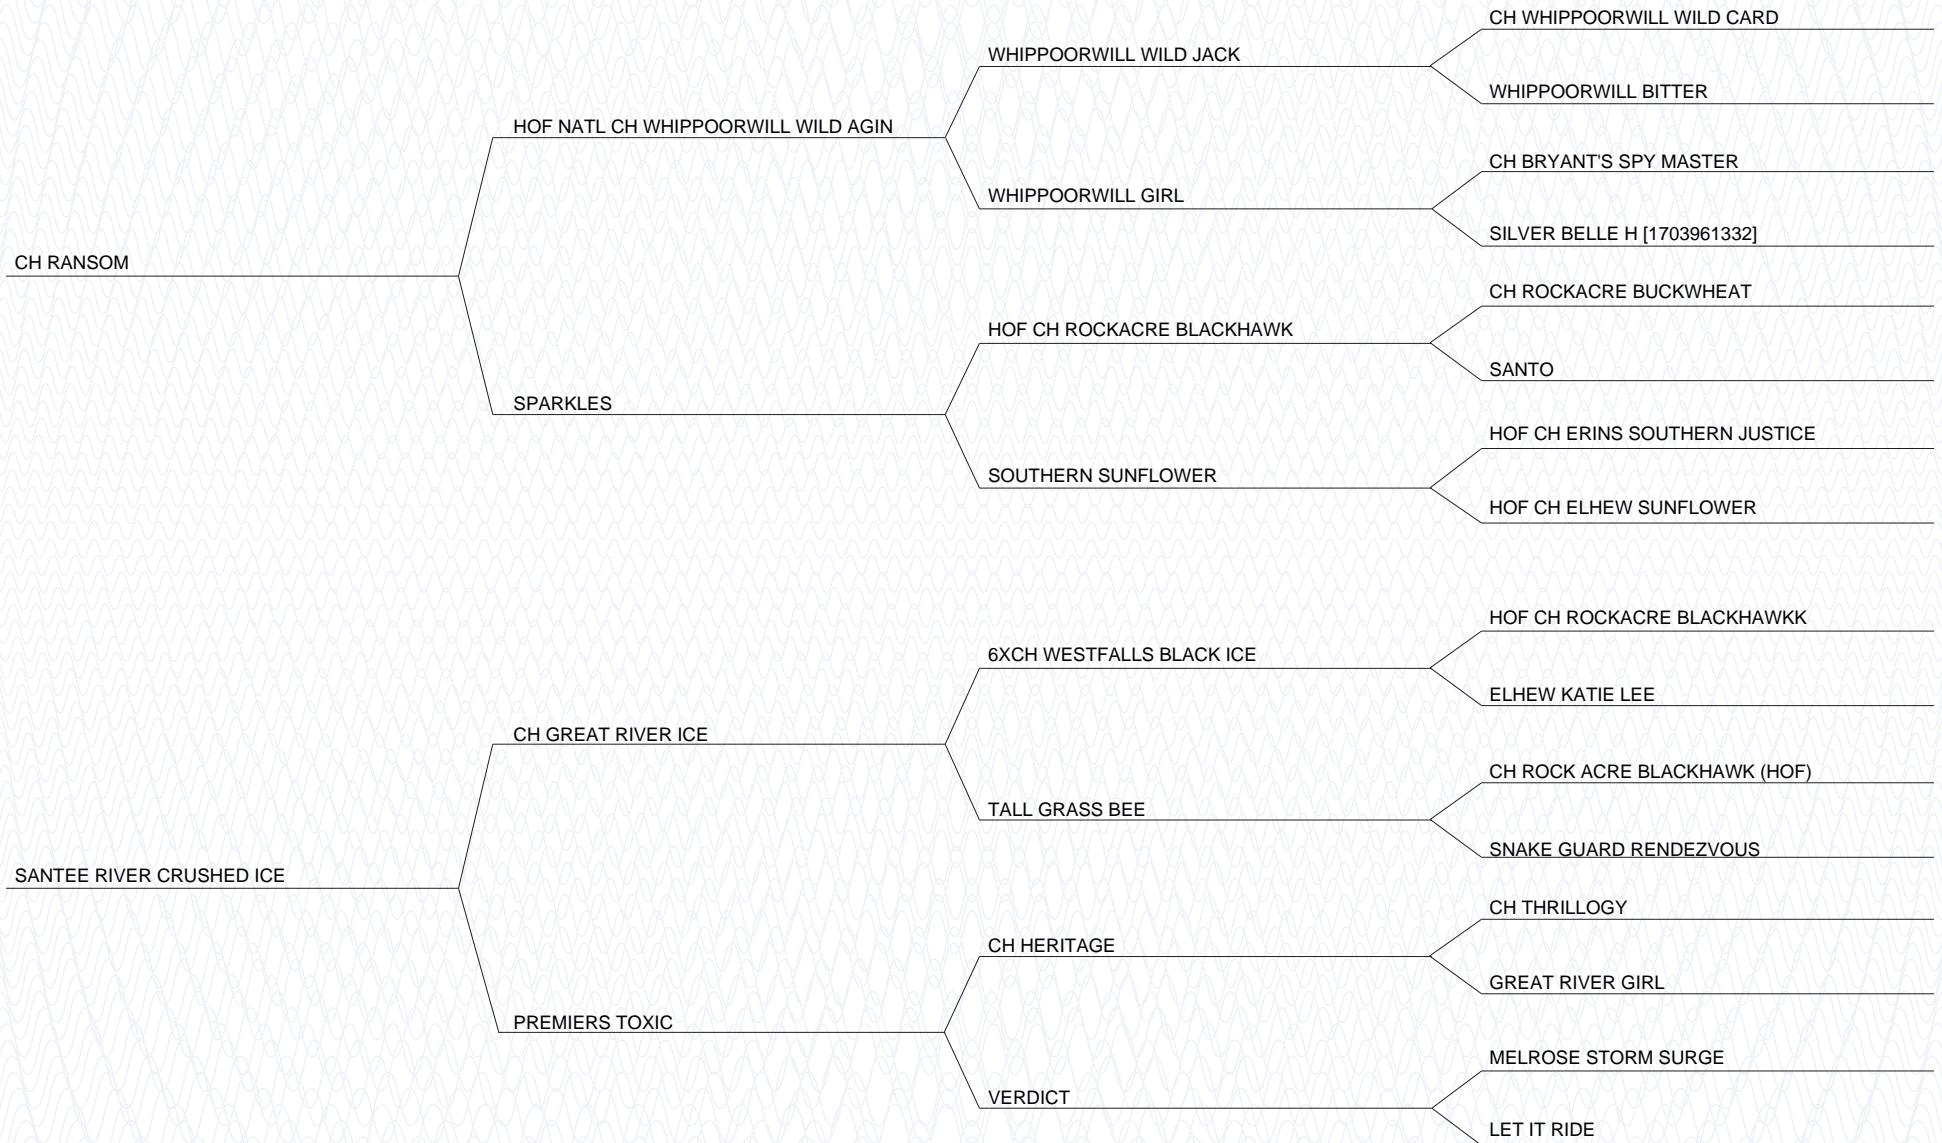 CH WHIPPOORWILL WILD CARD
WHIPPOORWILL WILD JACK
WHIPPOORWILL BITTER
HOF NATL CH WHIPPOORWILL WILD AGIN
CH BRYANT'S SPY MASTER
WHIPPOORWILL GIRL
SILVER BELLE H [1703961332]
CH RANSOM
CH ROCKACRE BUCKWHEAT
HOF CH ROCKACRE BLACKHAWK
SANTO
SPARKLES
HOF CH ERINS SOUTHERN JUSTICE
SOUTHERN SUNFLOWER
HOF CH ELHEW SUNFLOWER
HOF CH ROCKACRE BLACKHAWKK
6XCH WESTFALLS BLACK ICE
ELHEW KATIE LEE
CH GREAT RIVER ICE
CH ROCK ACRE BLACKHAWK (HOF)
TALL GRASS BEE
SNAKE GUARD RENDEZVOUS
SANTEE RIVER CRUSHED ICE
CH THRILLOGY
CH HERITAGE
GREAT RIVER GIRL
PREMIERS TOXIC
MELROSE STORM SURGE
VERDICT
LET IT RIDE